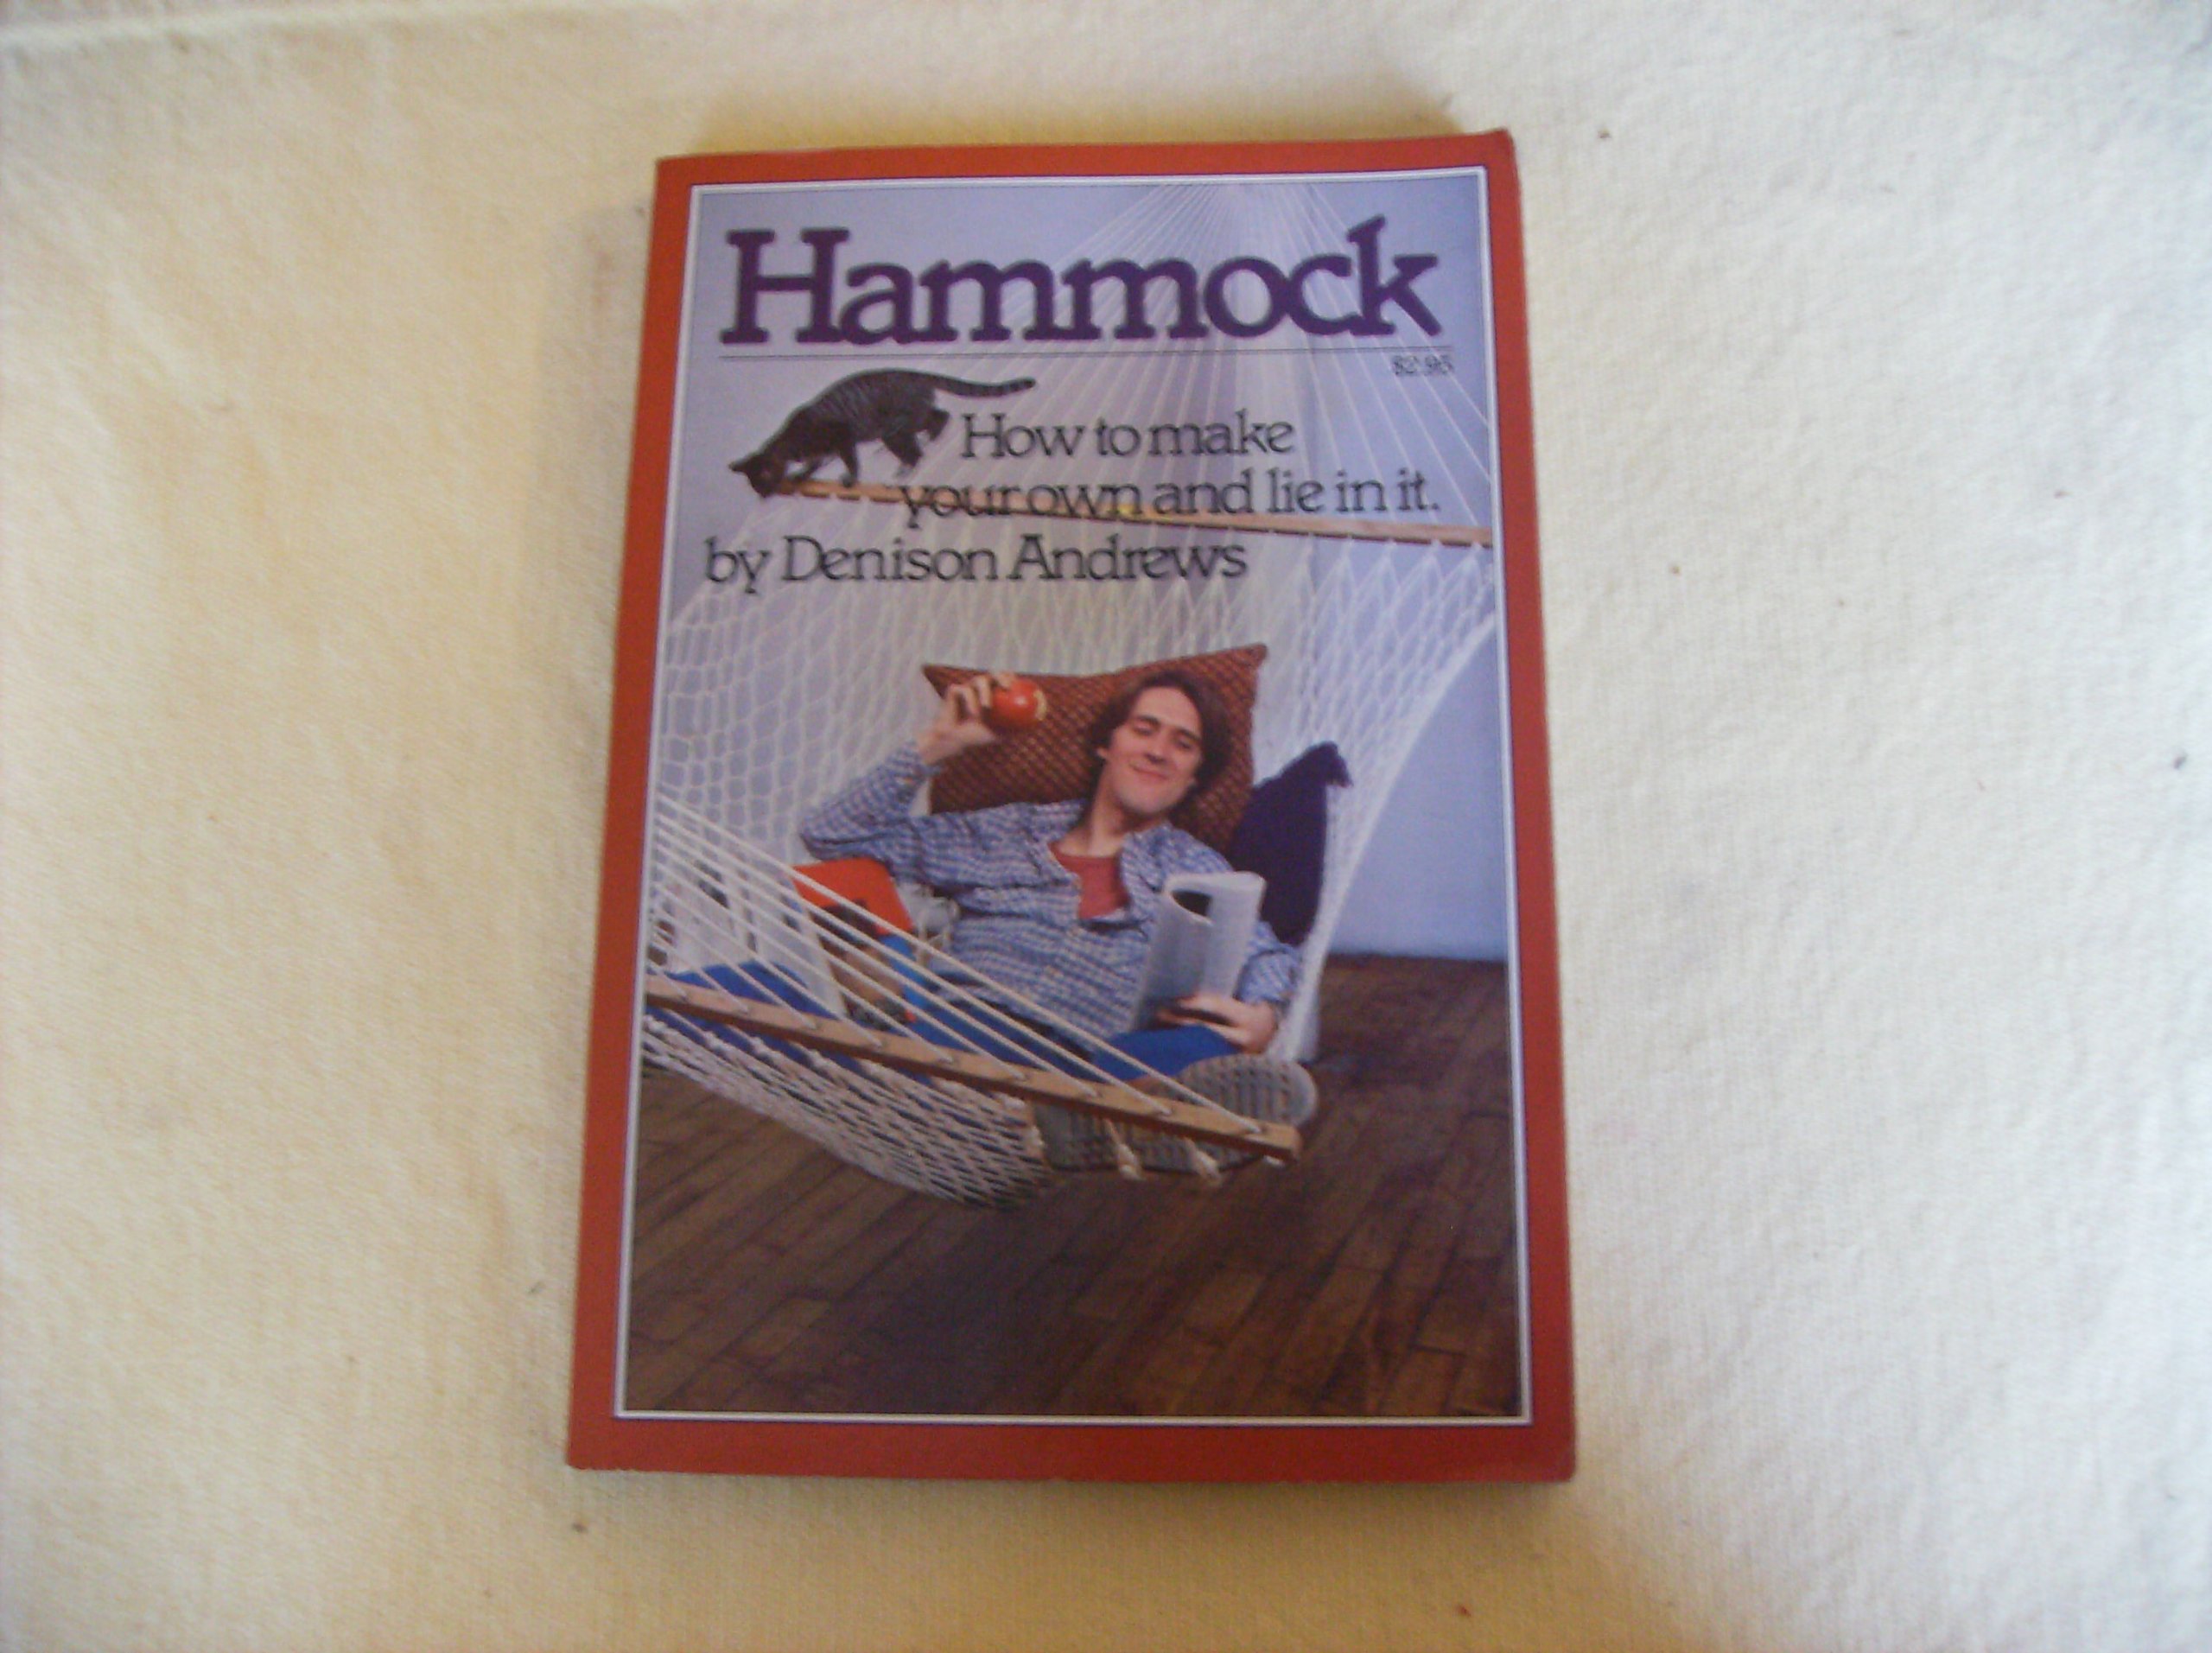 Hammock
$2.95
How to make
your own and lie in it.
by Denison Andrews